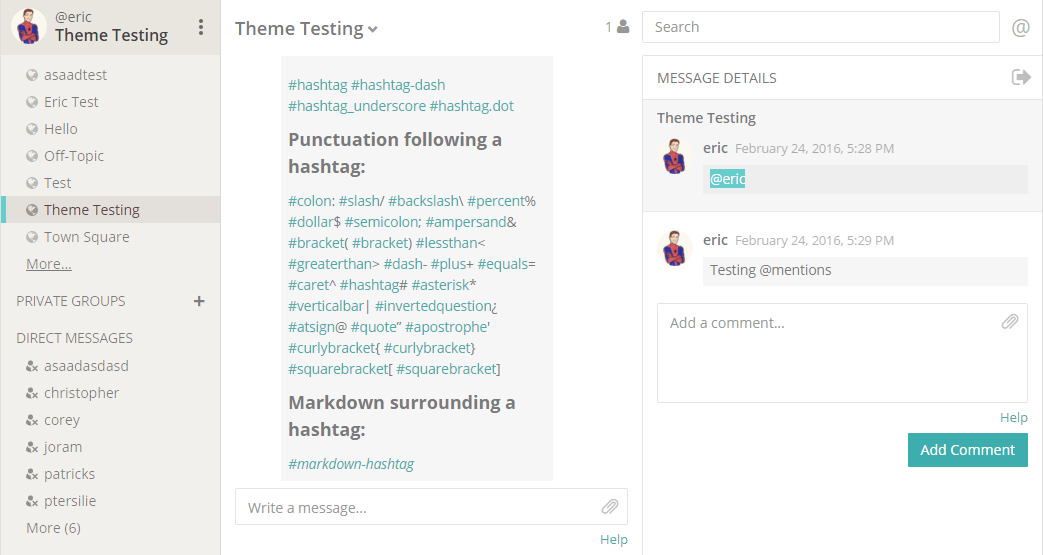 @eric
Theme Testing
asaadtest
Eric Test
Hello
Off-Topic
Test
Theme Testing
Town Square
More...
PRIVATE GROUPS +
DIRECT MESSAGES
asaadasdasd
christopher
corey
joram
patricks
ptersilie
More (6)
Theme Testing
1
#hashtag #hashtag-dash
#hashtag_underscore #hashtag.dot
Punctuation following a
hashtag:
#colon: #slash/ #backslash\ #percent%
#dollar$ #semicolon; #ampersand&
#bracket( #bracket) #lessthan<
#greaterthan> #dash- #plus+ #equals=
#caret^ #hashtag# #asterisk*
#verticalbar| #invertedquestion¿
#atsign@ #quote” #apostrophe'
#curlybracket{ #curlybracket}
#squarebracket[ #squarebracket]
Markdown surrounding a
hashtag:
#markdown-hashtag
Write a message...
Help
Search @
MESSAGE DETAILS
Theme Testing
eric February 24, 2016, 5:28 PM
@eric
eric February 24, 2016, 5:29 PM
Testing @mentions
Add a comment...
Help
Add Comment